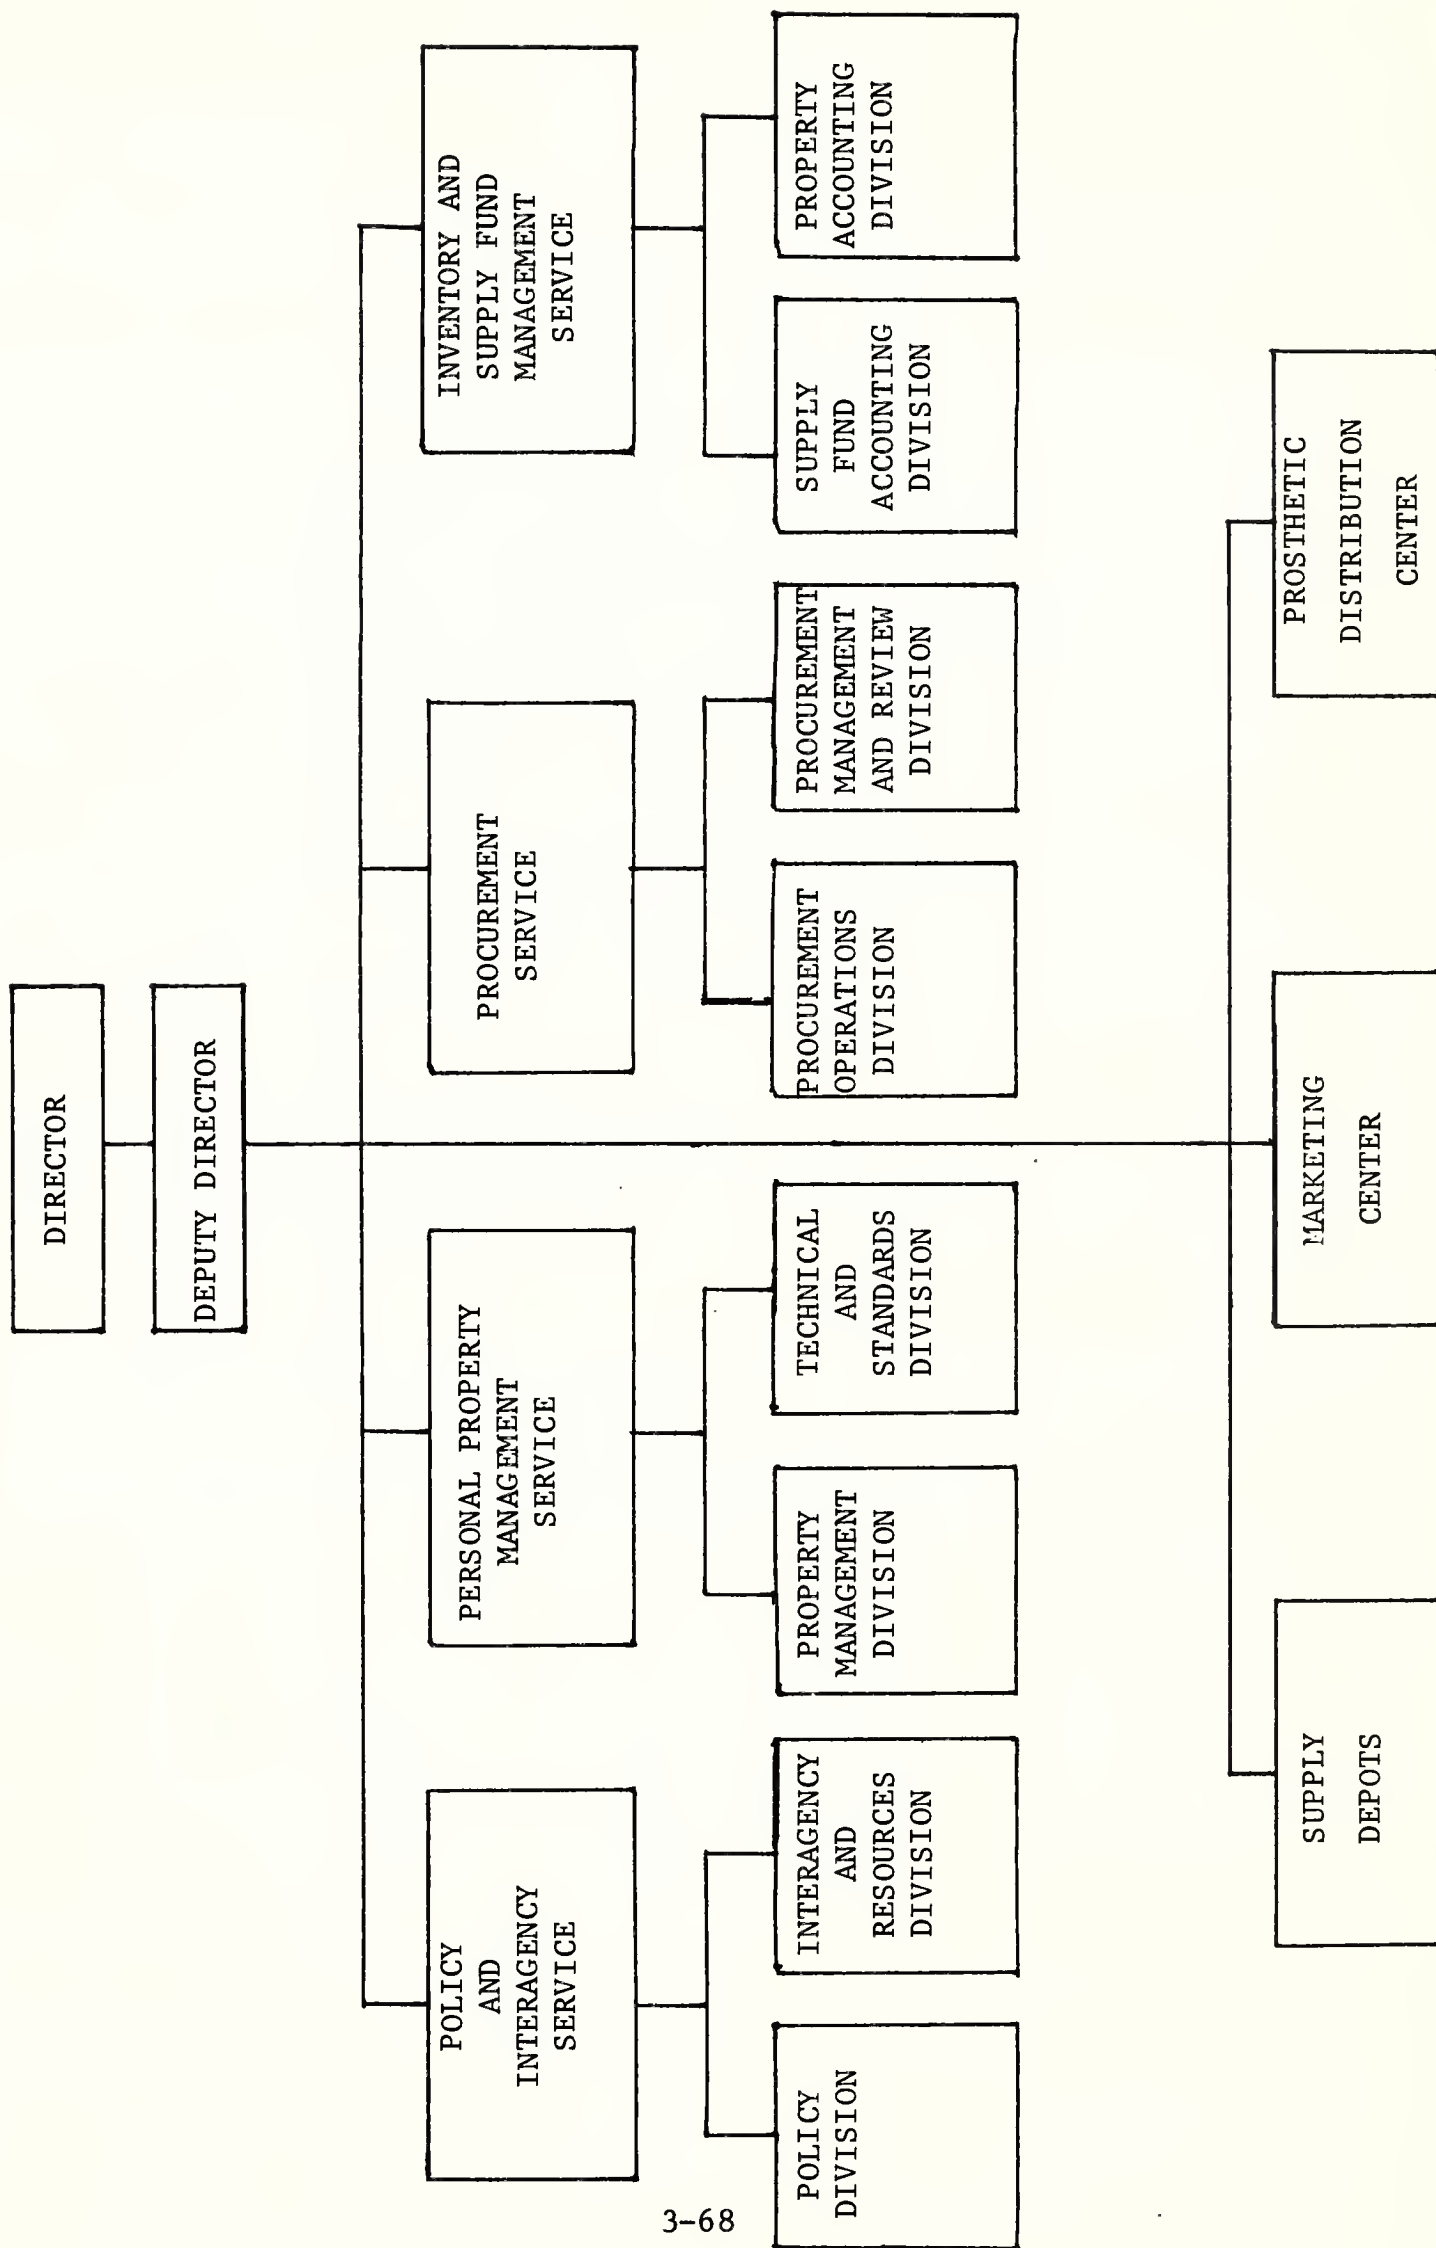 DIRECTOR
DEPUTY DIRECTOR
POLICY
AND
INTERAGENCY
SERVICE
PERSONAL PROPERTY
MANAGEMENT
SERVICE
PROCUREMENT
SERVICE
INVENTORY AND
SUPPLY FUND
MANAGEMENT
SERVICE
POLICY
DIVISION
INTERAGENCY
AND
RESOURCES
DIVISION
PROPERTY
MANAGEMENT
DIVISION
TECHNICAL
AND
STANDARDS
DIVISION
PROCUREMENT
OPERATIONS
DIVISION
PROCUREMENT
MANAGEMENT
AND REVIEW
DIVISION
SUPPLY
FUND
ACCOUNTING
DIVISION
PROPERTY
ACCOUNTING
DIVISION
SUPPLY
DEPOTS
MARKETING
CENTER
PROSTHETIC
DISTRIBUTION
CENTER
3-68